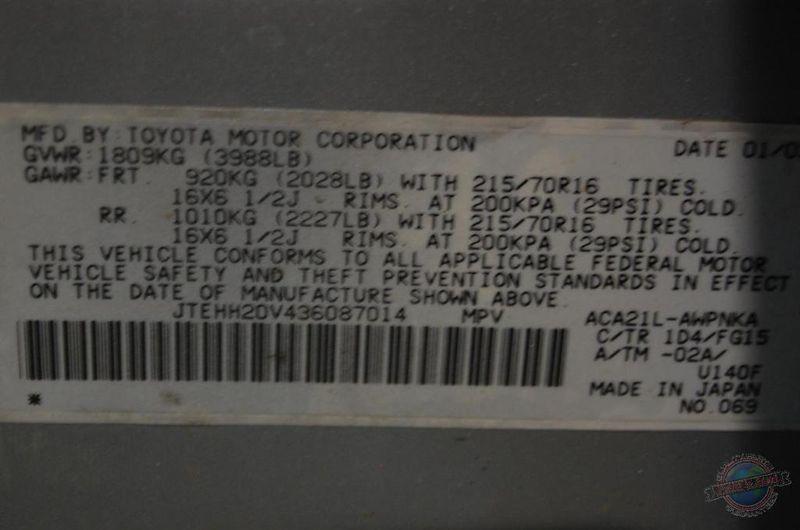 MFD. BY: TOYOTA MOTOR CORPORATION DATE 01/0
GVWR: 1809KG (3988LB)
GAWR: FRT. 920KG (2028LB) WITH 215/70R16 TIRES.
16X6 1/2J RIMS. AT 200KPA (29PSI) COLD.
RR. 1010KG (2227LB) WITH 215/70R16 TIRES.
16X6 1/2J RIMS. AT 200KPA (29PSI) COLD.
THIS VEHICLE CONFORMS TO ALL APPLICABLE FEDERAL MOTOR
VEHICLE SAFETY AND THEFT PREVENTION STANDARDS IN EFFECT
ON THE DATE OF MANUFACTURE SHOWN ABOVE.
JTEHH20V436087014 MPV ACA21L-AWPNKA
C/TR 1D4/FG15
A/TM -02A/
U140F
MADE IN JAPAN
* NO.069